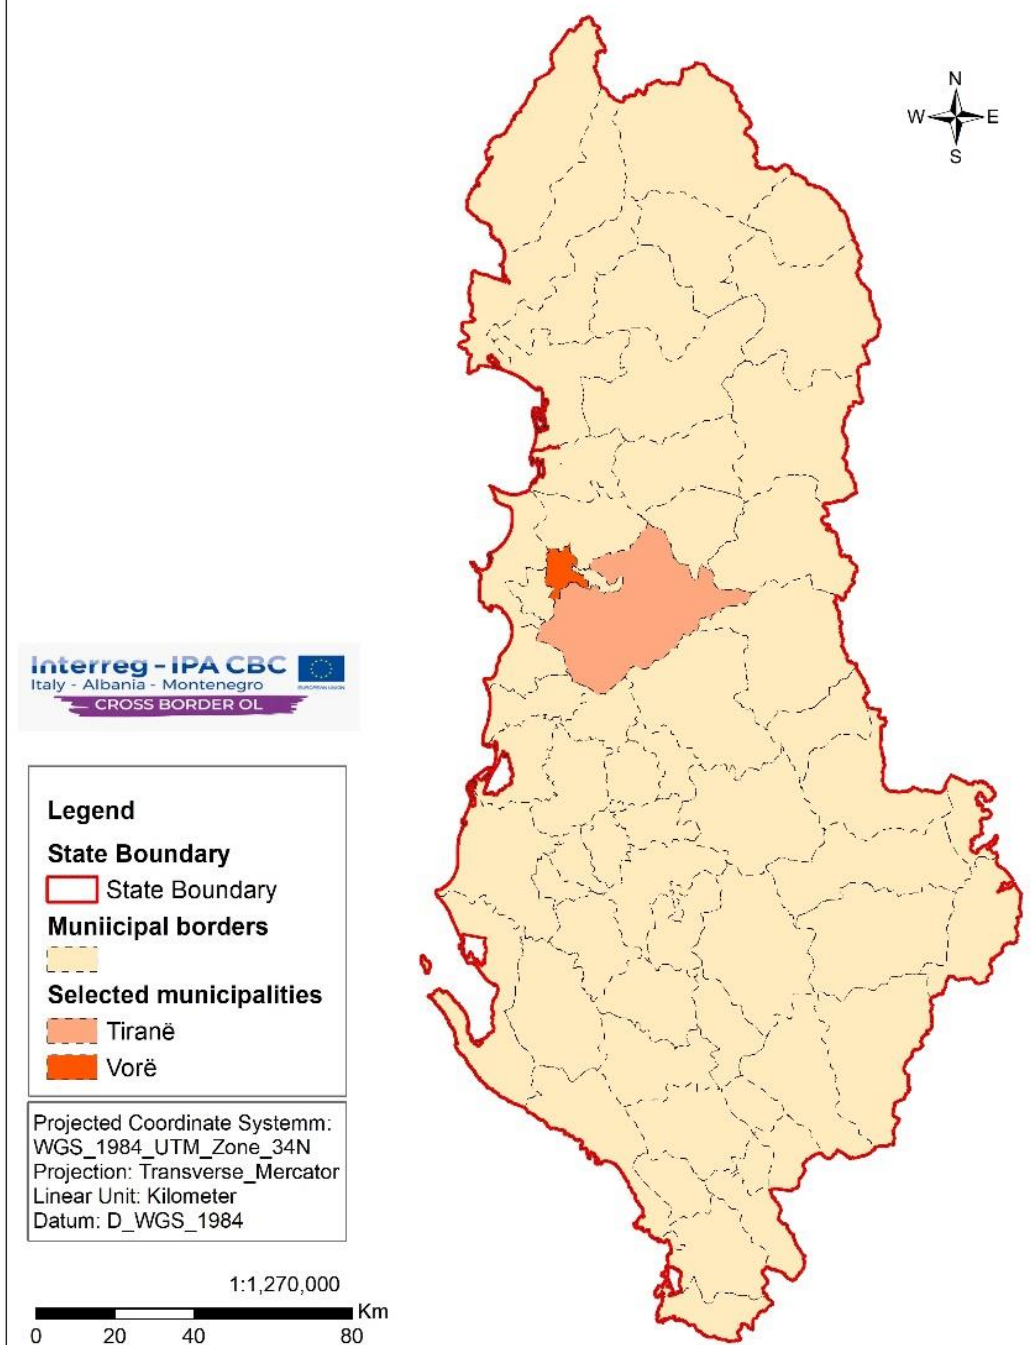 N
W E
S
Interreg - IPA CBC
Italy - Albania - Montenegro
EUROPEAN UNION
CROSS BORDER OL
Legend
State Boundary
State Boundary
Muniicipal borders
Selected municipalities
Tiranë
Vorë
Projected Coordinate Systemm:
WGS_1984_UTM_Zone_34N
Projection: Transverse_Mercator
Linear Unit: Kilometer
Datum: D_WGS_1984
1:1,270,000
Km
0 20 40 80